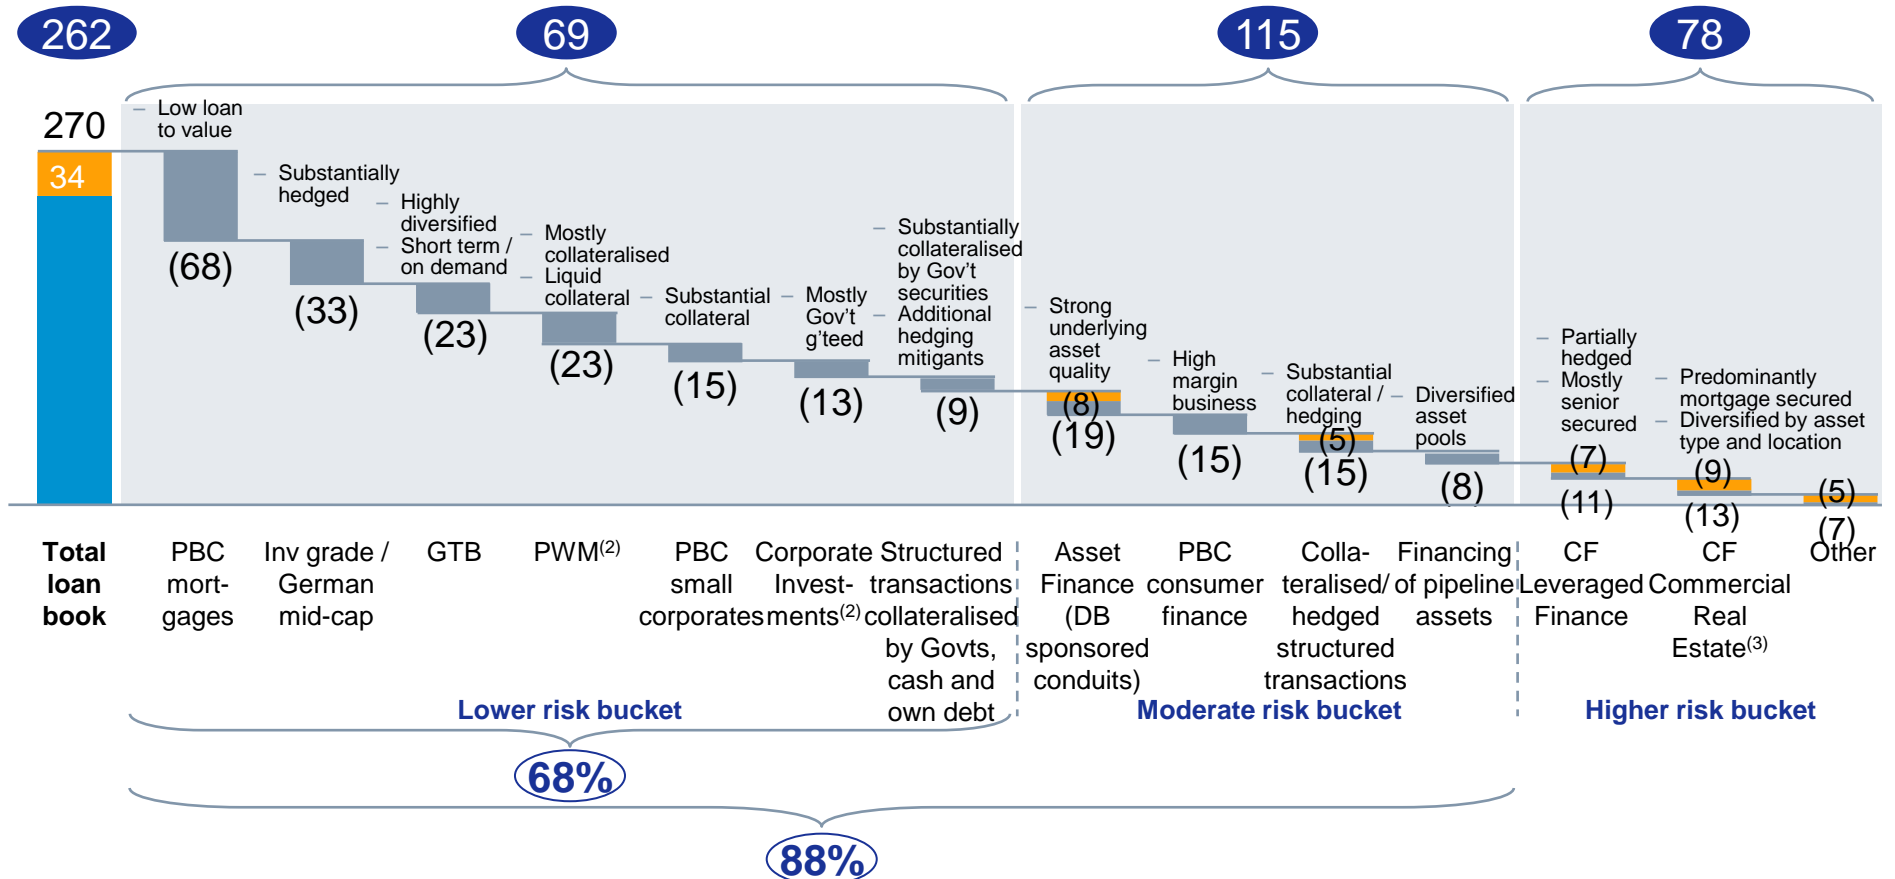 262
69
115
78
270
34
– Low loan
to value
(68)
– Substantially
hedged
(33)
– Highly
diversified
– Short term /
on demand
(23)
– Mostly
collateralised
– Liquid
collateral
(23)
– Substantial
collateral
(15)
– Mostly
Gov't
g'teed
(13)
– Substantially
collateralised
by Gov't
securities
– Additional
hedging
mitigants
(9)
– Strong
underlying
asset
quality
(8)
(19)
– High
margin
business
(15)
– Substantial
collateral /
hedging
(5)
(15)
– Diversified
asset
pools
(8)
– Partially
hedged
– Mostly
senior
secured
(7)
(11)
– Predominantly
mortgage secured
– Diversified by asset
type and location
(9)
(13)
(5)
(7)
Total
loan
book
PBC
mort-
gages
Inv grade /
German
mid-cap
GTB
PWM(2)
PBC
small
corporates
Corporate
Invest-
ments(2)
Structured
transactions
collateralised
by Govts,
cash and
own debt
Asset
Finance
(DB
sponsored
conduits)
PBC
consumer
finance
Colla-
teralised/
hedged
structured
transactions
Financing
of pipeline
assets
CF
Leveraged
Finance
CF
Commercial
Real
Estate(3)
Other
Lower risk bucket
Moderate risk bucket
Higher risk bucket
68%
88%